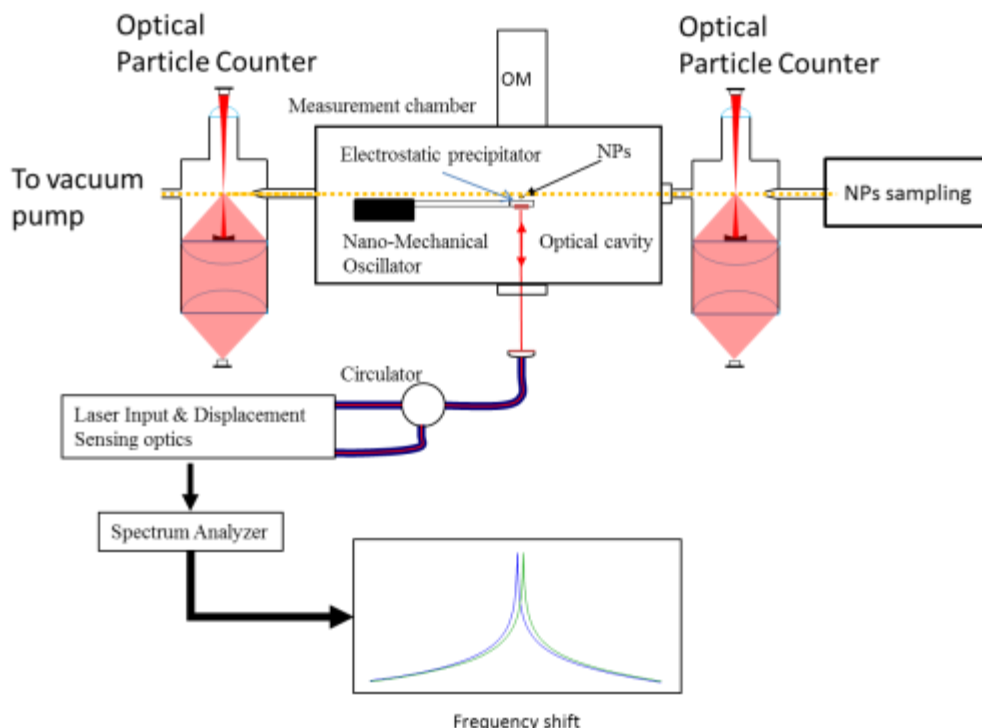 Optical
Particle Counter
Optical
Particle Counter
OM
Measurement chamber
Electrostatic precipitator
NPs
To vacuum
pump
NPs sampling
Nano-Mechanical
Oscillator
Optical cavity
Circulator
Laser Input & Displacement
Sensing optics
Spectrum Analyzer
Frequency shift